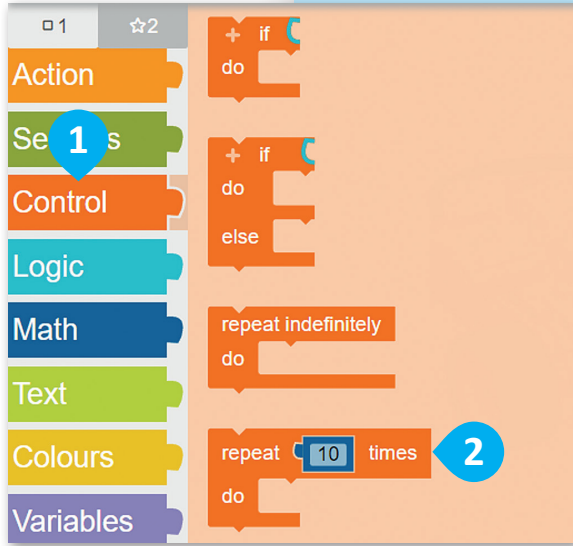 1
2
Action
Se s
1
Control
Logic
Math
Text
Colours
Variables
if
do
if
do
else
repeat indefinitely
do
repeat 10 times
2
do